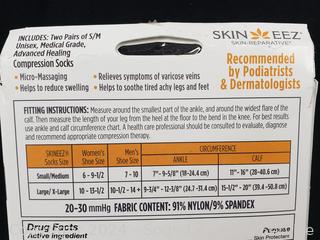 INCLUDES: Two Pairs of S/M
Unisex, Medical Grade,
Advanced Healing
Compression Socks
SKINEEZ
SKIN-REPARATIVE®
Recommended
by Podiatrists
& Dermatologists
• Micro-Massaging
• Helps to reduce swelling
• Relieves symptoms of varicose veins
• Helps to soothe tired achy legs and feet
FITTING INSTRUCTIONS: Measure around the smallest part of the ankle, and around the widest flare of the
calf. Then measure the length of your leg from the heel at the floor to the bend in the knee. For best results,
use ankle and calf circumference chart. A health care professional should be consulted to evaluate, diagnose
and recommend appropriate compression therapy.
SKINEEZ®
Socks Size
Women's
Shoe Size
Men's
Shoe Size
CIRCUMFERENCE
ANKLE
CALF
Small/Medium 6 - 9-1/2 7 - 10 7" - 9-5/8" (18-24.4 cm) 11" - 16" (28-40.6 cm)
Large/X-Large 10 - 13-1/2 10-1/2 - 14+ 9-3/4" - 12-3/8" (24.7-31.4 cm) 15-1/2" - 20" (39.4-50.8 cm)
20–30 mmHg FABRIC CONTENT: 91% NYLON/9% SPANDEX
Drug Facts
Active ingredient
Purpose
Skin Protectant